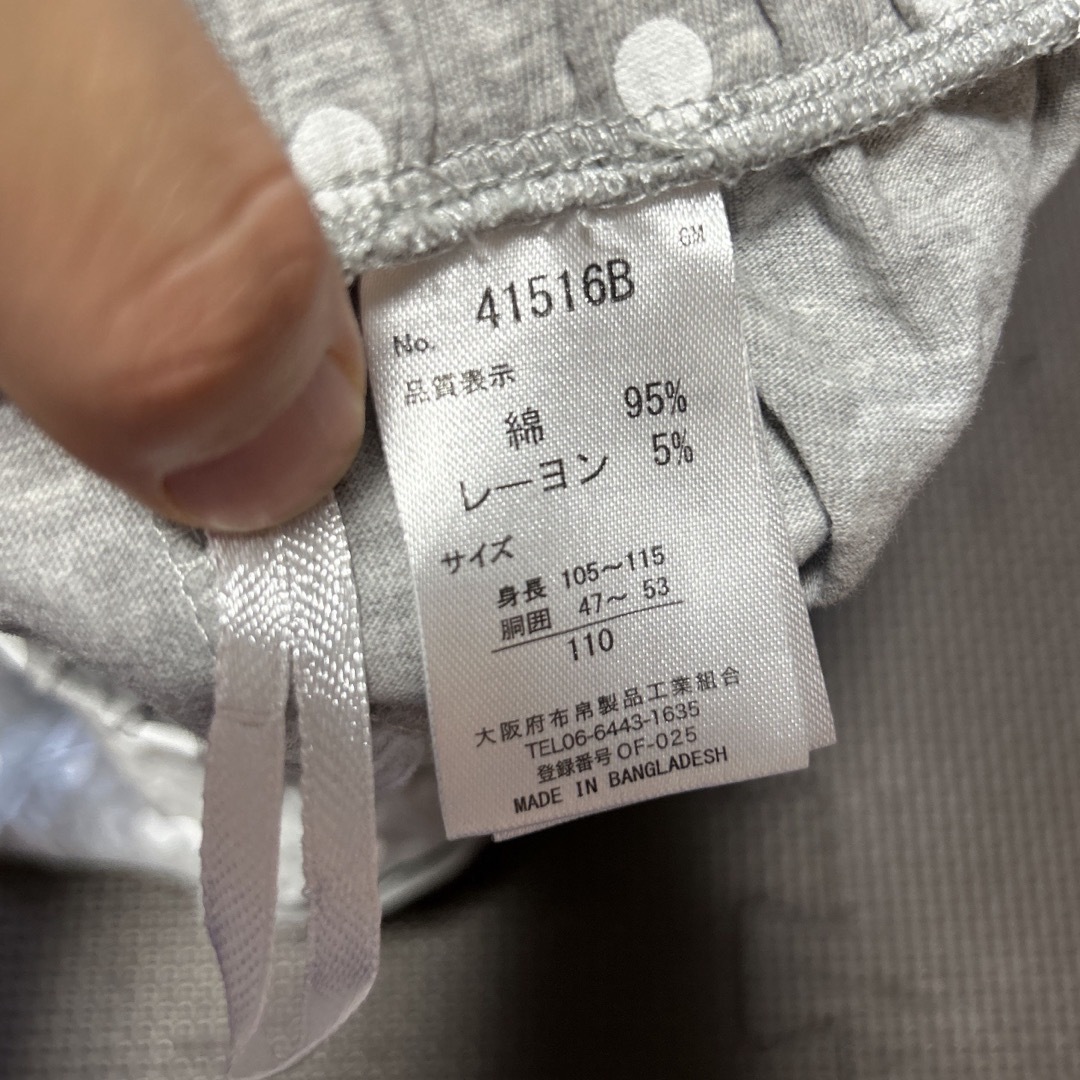 GM
No. 41516B
品質表示
綿 95%
レーヨン 5%
サイズ
身長 105〜115
胴囲 47〜 53
110
大阪府布帛製品工業組合
TEL06-6443-1635
登録番号 OF-025
MADE IN BANGLADESH